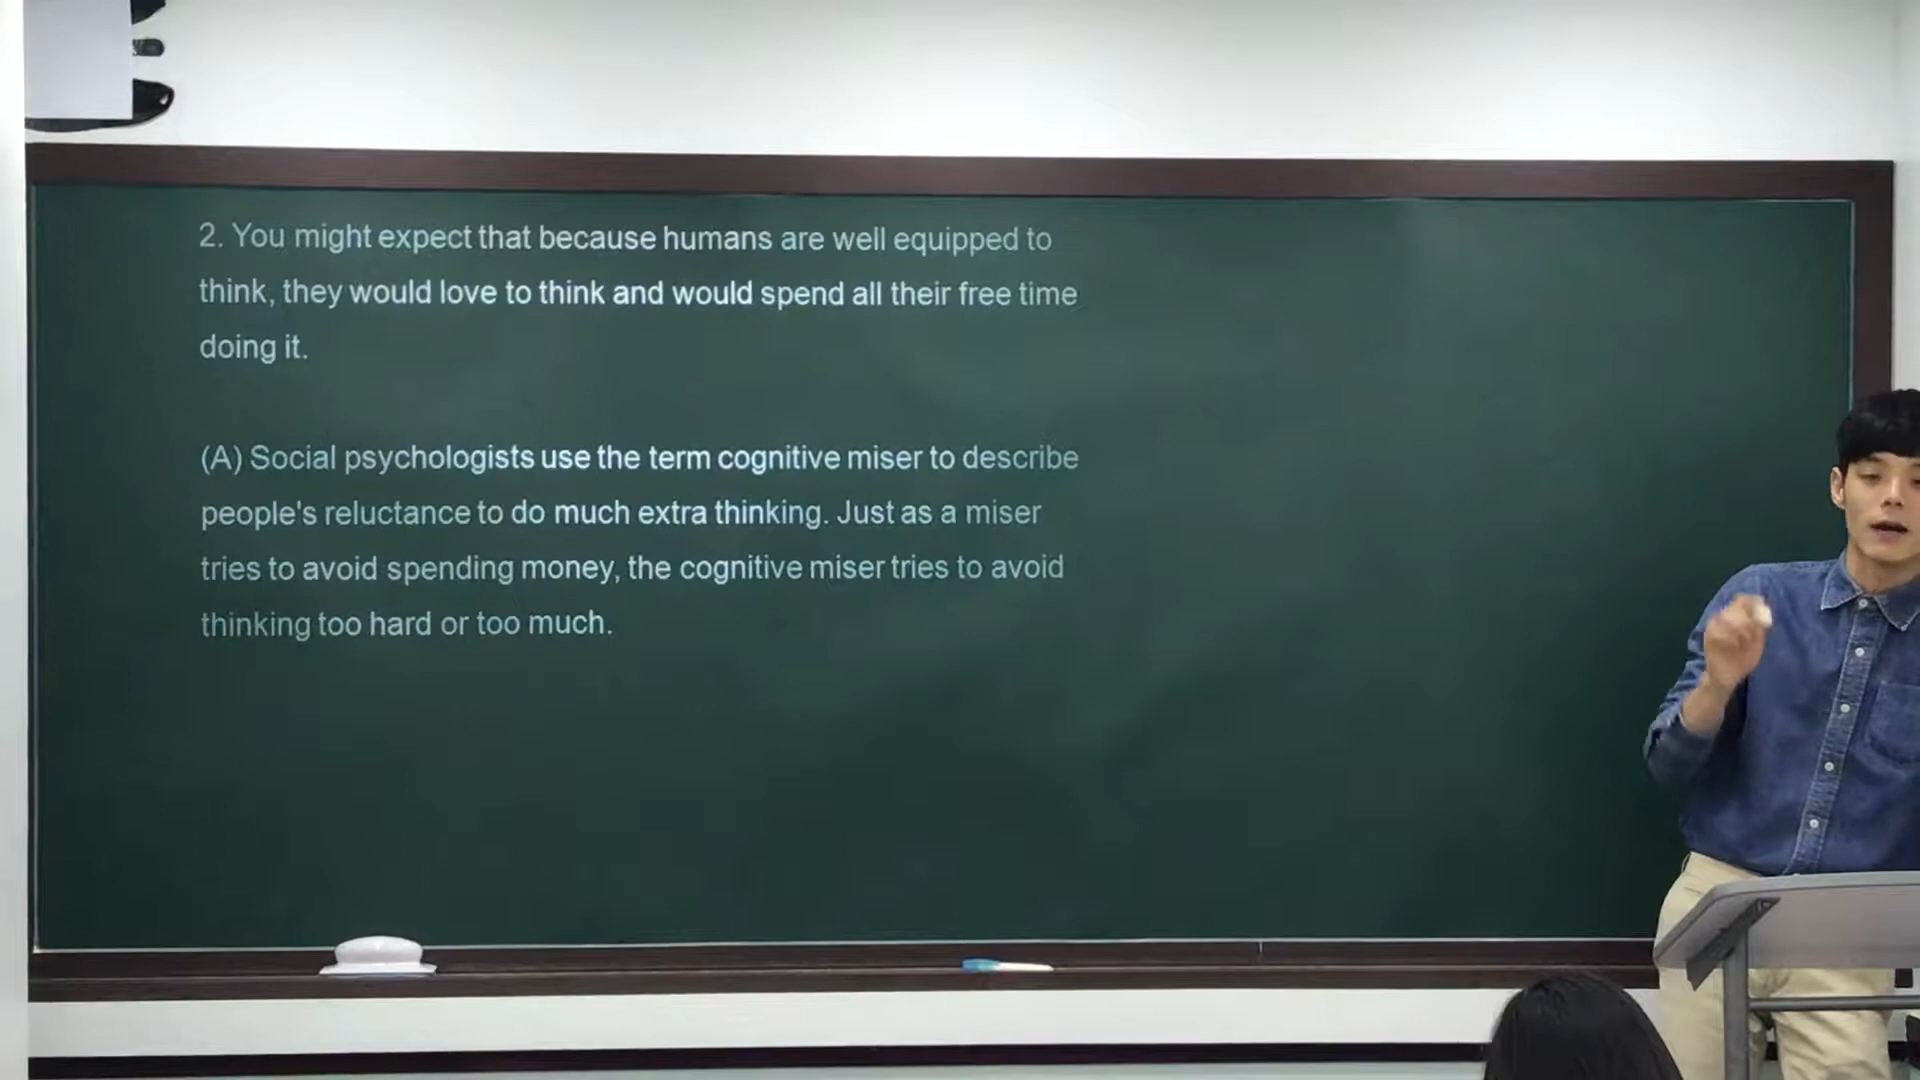 2. You might expect that because humans are well equipped to
think, they would love to think and would spend all their free time
doing it.
(A) Social psychologists use the term cognitive miser to describe
people's reluctance to do much extra thinking. Just as a miser
tries to avoid spending money, the cognitive miser tries to avoid
thinking too hard or too much.